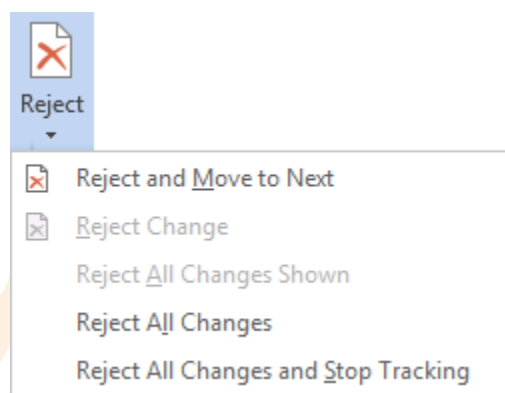 Reject
Reject and Move to Next
Reject Change
Reject All Changes Shown
Reject All Changes
Reject All Changes and Stop Tracking